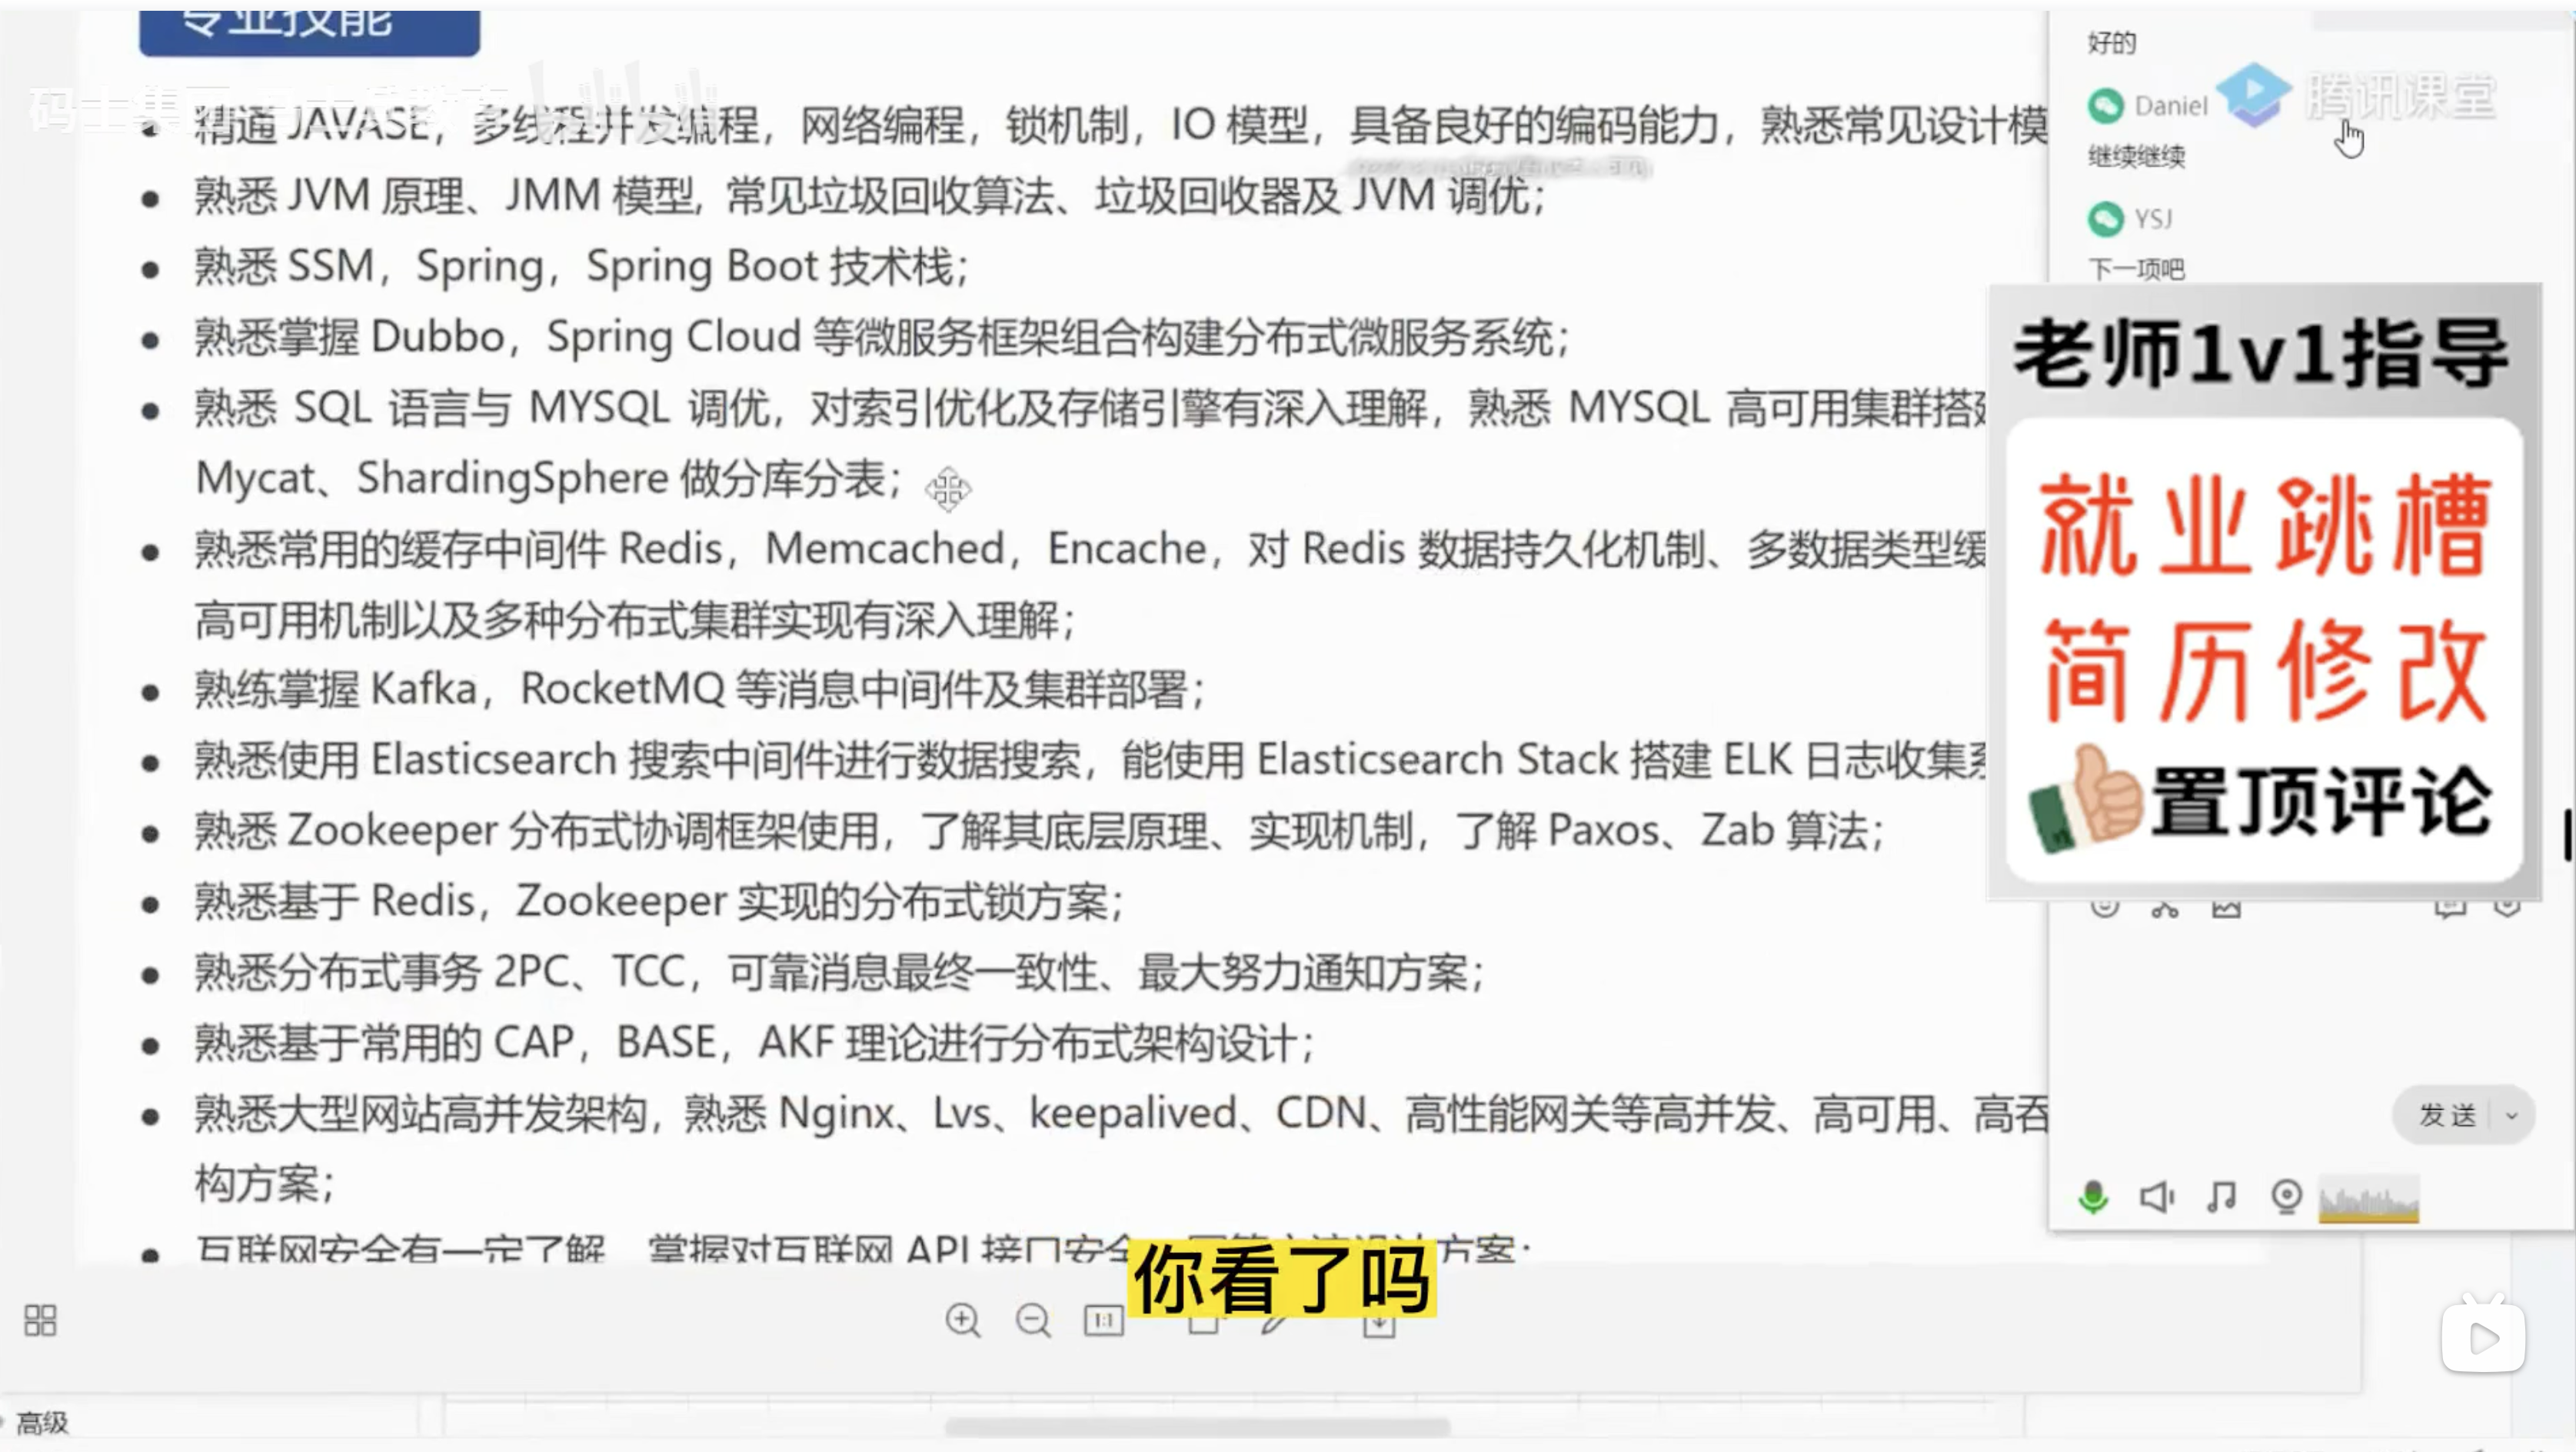 专业技能
精通 JAVASE，多线程并发编程，网络编程，锁机制，IO 模型，具备良好的编码能力，熟悉常见设计模
熟悉 JVM 原理、JMM 模型, 常见垃圾回收算法、垃圾回收器及 JVM 调优；
熟悉 SSM，Spring，Spring Boot 技术栈；
熟悉掌握 Dubbo，Spring Cloud 等微服务框架组合构建分布式微服务系统；
熟悉 SQL 语言与 MYSQL 调优，对索引优化及存储引擎有深入理解，熟悉 MYSQL 高可用集群搭建
Mycat、ShardingSphere 做分库分表；
熟悉常用的缓存中间件 Redis，Memcached，Encache，对 Redis 数据持久化机制、多数据类型缓
高可用机制以及多种分布式集群实现有深入理解；
熟练掌握 Kafka，RocketMQ 等消息中间件及集群部署；
熟悉使用 Elasticsearch 搜索中间件进行数据搜索，能使用 Elasticsearch Stack 搭建 ELK 日志收集系
熟悉 Zookeeper 分布式协调框架使用，了解其底层原理、实现机制，了解 Paxos、Zab 算法；
熟悉基于 Redis，Zookeeper 实现的分布式锁方案；
熟悉分布式事务 2PC、TCC，可靠消息最终一致性、最大努力通知方案；
熟悉基于常用的 CAP，BASE，AKF 理论进行分布式架构设计；
熟悉大型网站高并发架构，熟悉 Nginx、Lvs、keepalived、CDN、高性能网关等高并发、高可用、高吞
构方案；
互联网安全有一定了解，掌握对互联网 API 接口安全
方案；
你看了吗
1:1
高级
好的
Daniel
腾讯课堂
继续继续
YSJ
下一项吧
老师1v1指导
就业跳槽
简历修改
置顶评论
发送